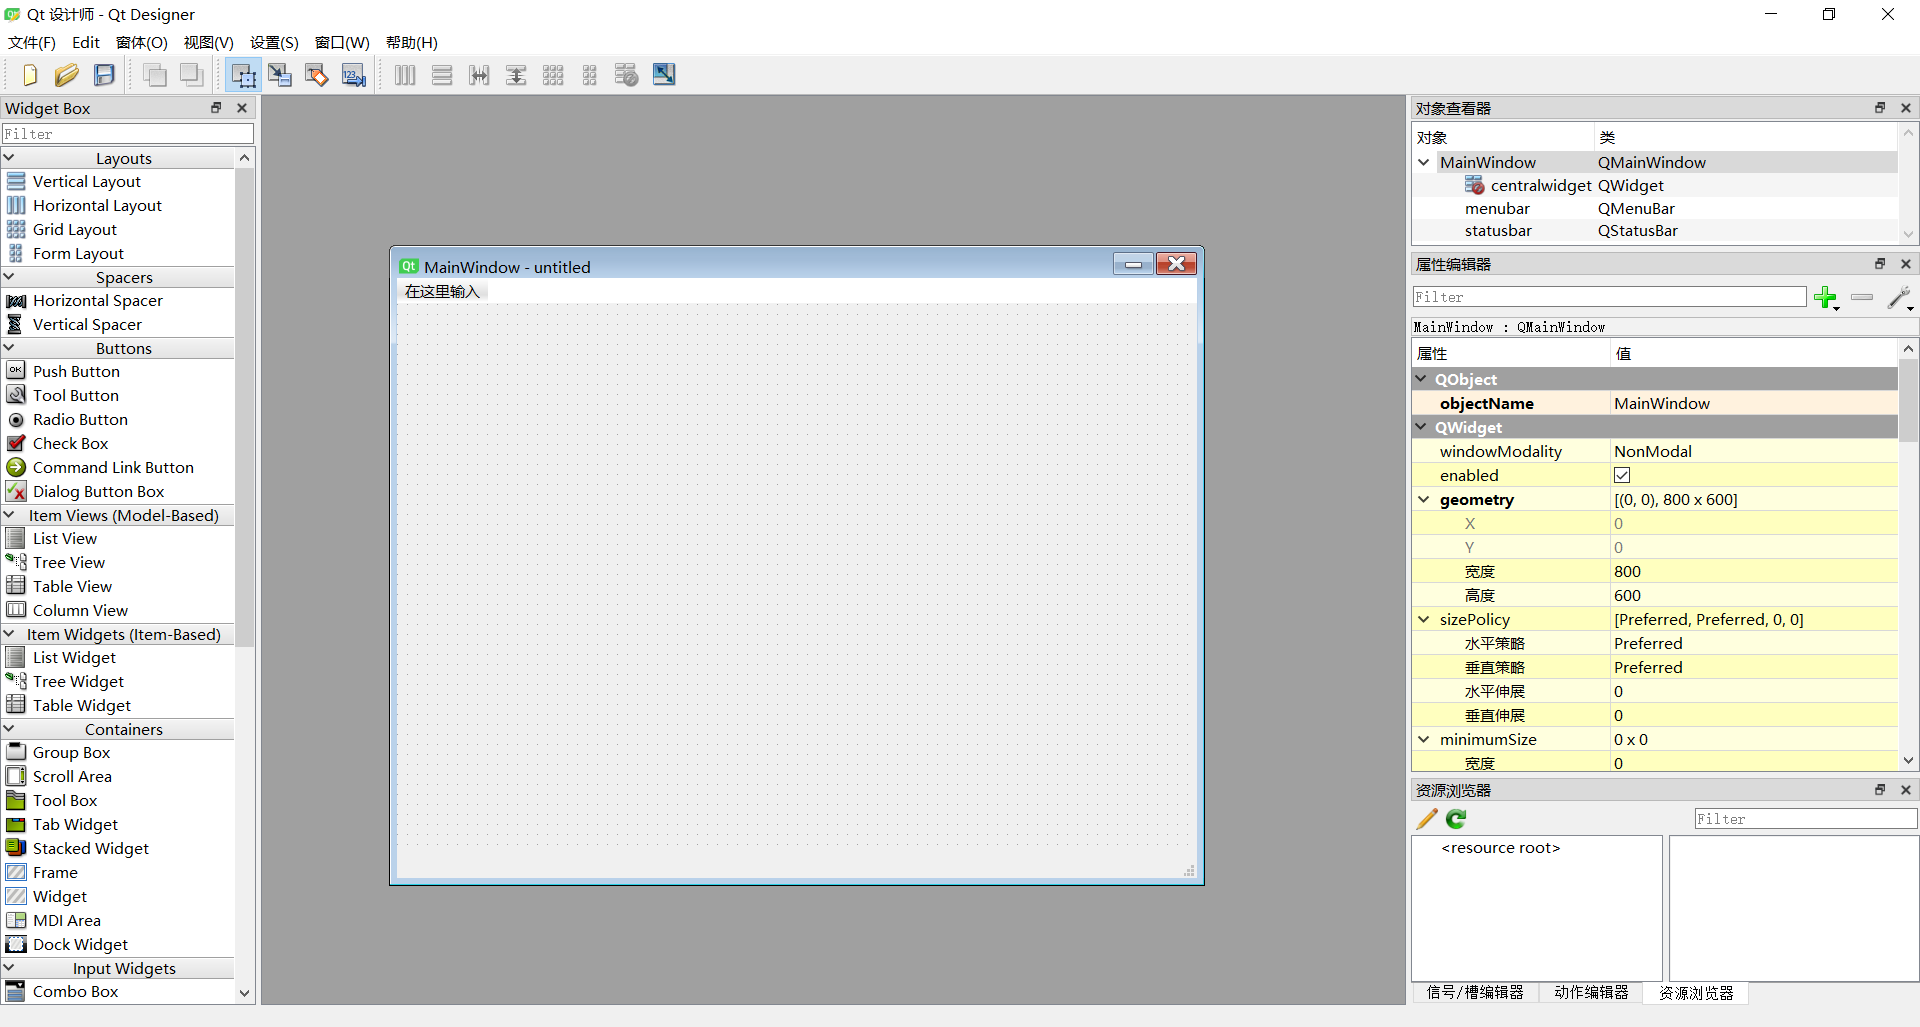 Qt 设计师 - Qt Designer
文件(F) Edit 窗体(O) 视图(V) 设置(S) 窗口(W) 帮助(H)
Widget Box
Filter
Layouts
Vertical Layout
Horizontal Layout
Grid Layout
Form Layout
Spacers
Horizontal Spacer
Vertical Spacer
Buttons
OK Push Button
Tool Button
Radio Button
Check Box
Command Link Button
Dialog Button Box
Item Views (Model-Based)
List View
Tree View
Table View
Column View
Item Widgets (Item-Based)
List Widget
Tree Widget
Table Widget
Containers
Group Box
Scroll Area
Tool Box
Tab Widget
Stacked Widget
Frame
Widget
MDI Area
Dock Widget
Input Widgets
Combo Box
123
Qt MainWindow - untitled
在这里输入
对象查看器
对象 类
MainWindow QMainWindow
centralwidget QWidget
menubar QMenuBar
statusbar QStatusBar
属性编辑器
Filter
MainWindow : QMainWindow
属性 值
QObject
objectName MainWindow
QWidget
windowModality NonModal
enabled
geometry [(0, 0), 800 x 600]
X 0
Y 0
宽度 800
高度 600
sizePolicy [Preferred, Preferred, 0, 0]
水平策略 Preferred
垂直策略 Preferred
水平伸展 0
垂直伸展 0
minimumSize 0 x 0
宽度 0
资源浏览器
Filter
<resource root>
信号/槽编辑器 动作编辑器 资源浏览器